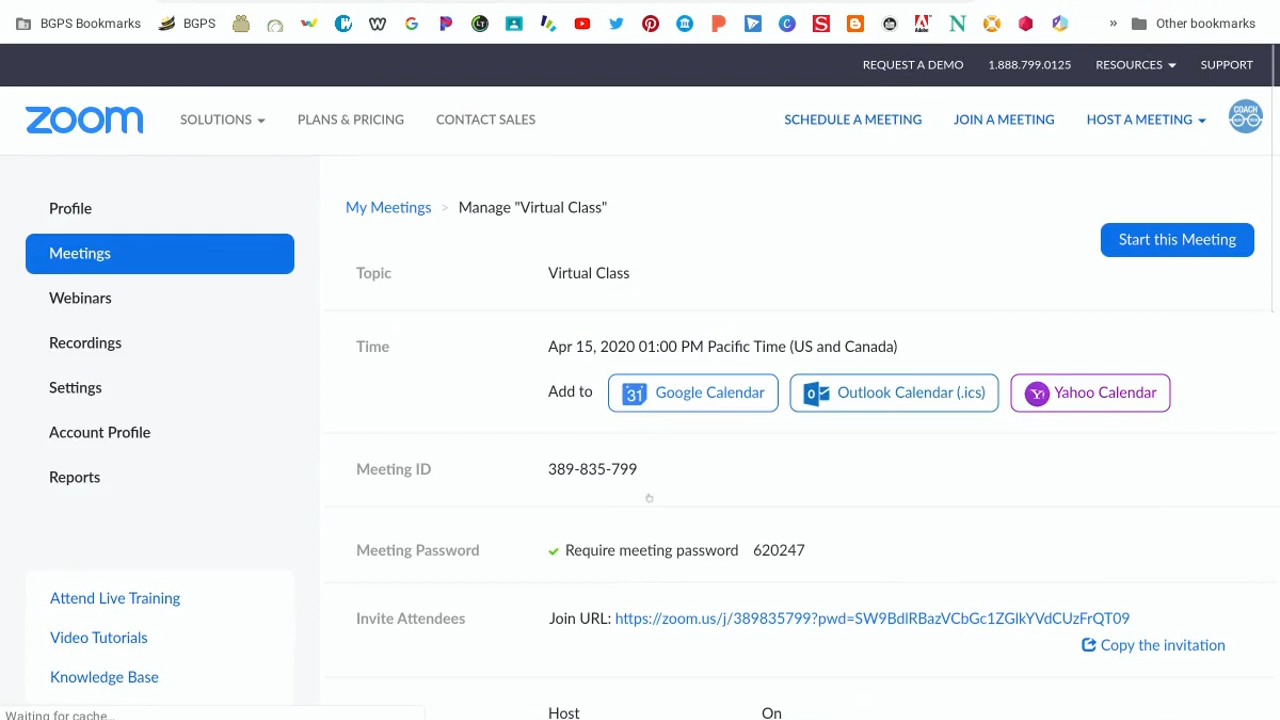 BGPS Bookmarks BGPS » Other bookmarks
REQUEST A DEMO 1.888.799.0125 RESOURCES SUPPORT
zoom SOLUTIONS PLANS & PRICING CONTACT SALES SCHEDULE A MEETING JOIN A MEETING HOST A MEETING COACH
Profile
Meetings
Webinars
Recordings
Settings
Account Profile
Reports
Attend Live Training
Video Tutorials
Knowledge Base
My Meetings > Manage "Virtual Class"
Start this Meeting
Topic Virtual Class
Time Apr 15, 2020 01:00 PM Pacific Time (US and Canada)
Add to 31 Google Calendar Outlook Calendar (.ics) Yahoo Calendar
Meeting ID 389-835-799
Meeting Password Require meeting password 620247
Invite Attendees Join URL: https://zoom.us/j/389835799?pwd=SW9BdlRBazVCbGc1ZGlkYVdCUzFrQT09
Copy the invitation
Host On
Waiting for cache...